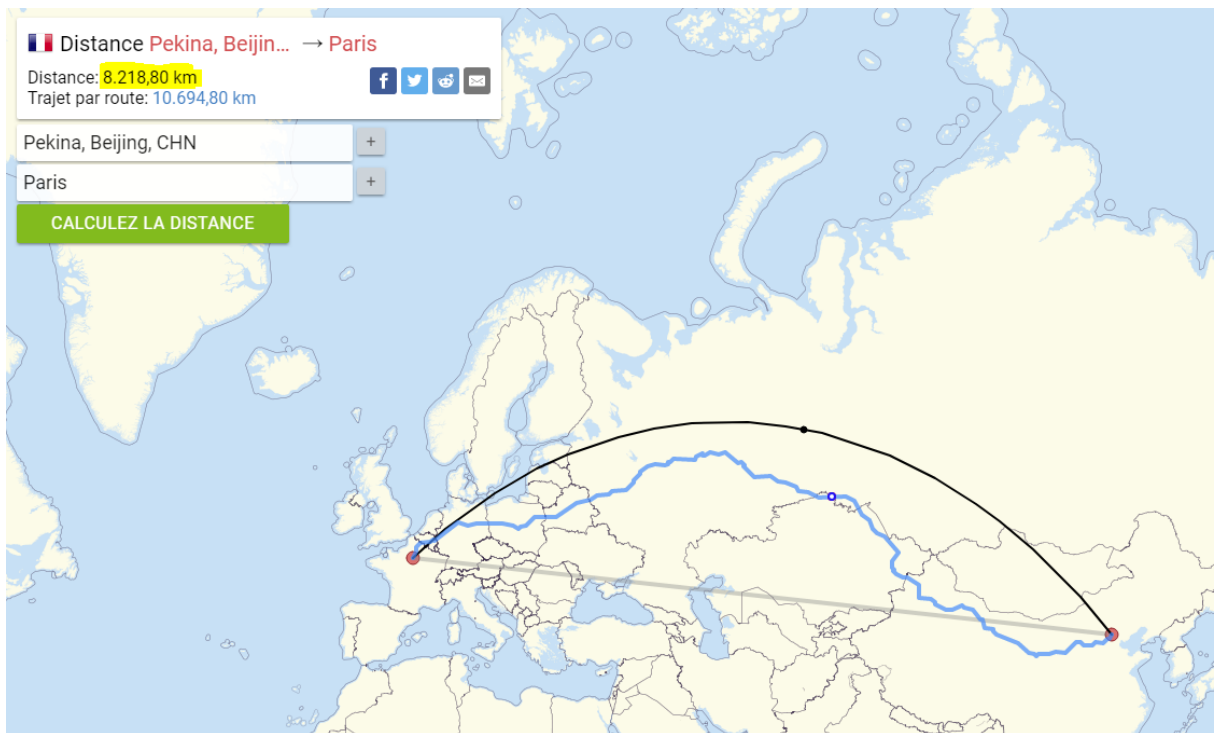 Distance Pekina, Beijin... → Paris
Distance: 8.218,80 km
Trajet par route: 10.694,80 km
f
Pekina, Beijing, CHN
+
Paris
+
CALCULEZ LA DISTANCE